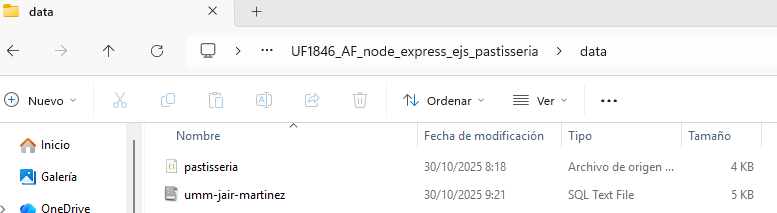 data
UF1846_AF_node_express_ejs_pastisseria
data
Nuevo
Ordenar
Ver
Inicio
Galería
OneDrive
Nombre Fecha de modificación Tipo Tamaño
pastisseria 30/10/2025 8:18 Archivo de origen ... 4 KB
umm-jair-martinez 30/10/2025 9:21 SQL Text File 5 KB